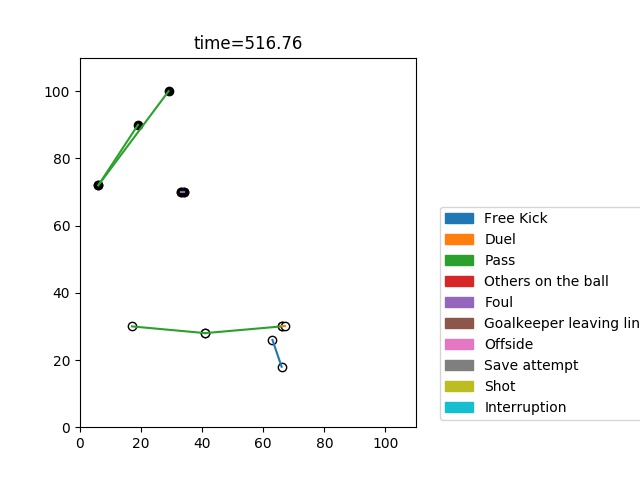 time=516.76
100
80
60
40
20
0
0 20 40 60 80 100
Free Kick
Duel
Pass
Others on the ball
Foul
Goalkeeper leaving lin
Offside
Save attempt
Shot
Interruption